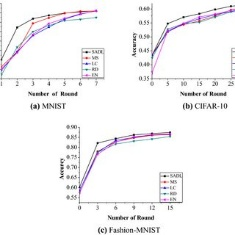 SADL
MS
LC
RD
EN
1 2 3 4 5 6 7
Number of Round
(a) MNIST
Accuracy
0.60
0.55
0.50
0.45
0.40
0.35
0 5 10 15 20 25
Number of Round
(b) CIFAR-10
Accuracy
0.90
0.85
0.80
0.75
0.70
0.65
0.60
0.55
SADL
MS
LC
RD
EN
0 3 6 9 12 15
Number of Round
(c) Fashion-MNIST